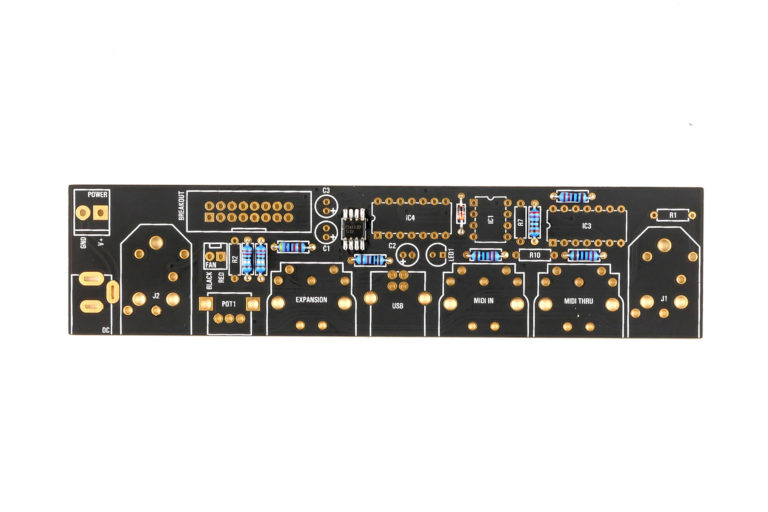 POWER
GND
V+
BREAKOUT
C3
C1
iC4
C2
LED1
IC1
R7
IC3
R1
R10
FAN
BLACK
RED
R2
J2
DC
POT1
EXPANSION
USB
MIDI IN
MIDI THRU
J1